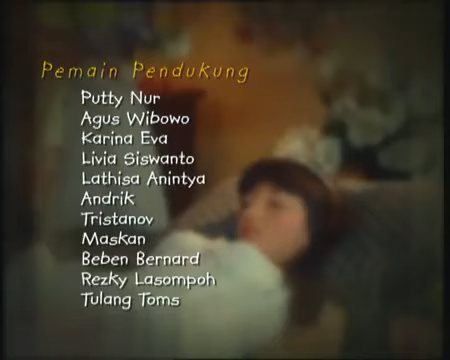 Pemain Pendukung
Putty Nur
Agus Wibowo
Karina Eva
Livia Siswanto
Lathisa Anintya
Andrik
Tristanov
Maskan
Beben Bernard
Rezky Lasompoh
Tulang Toms